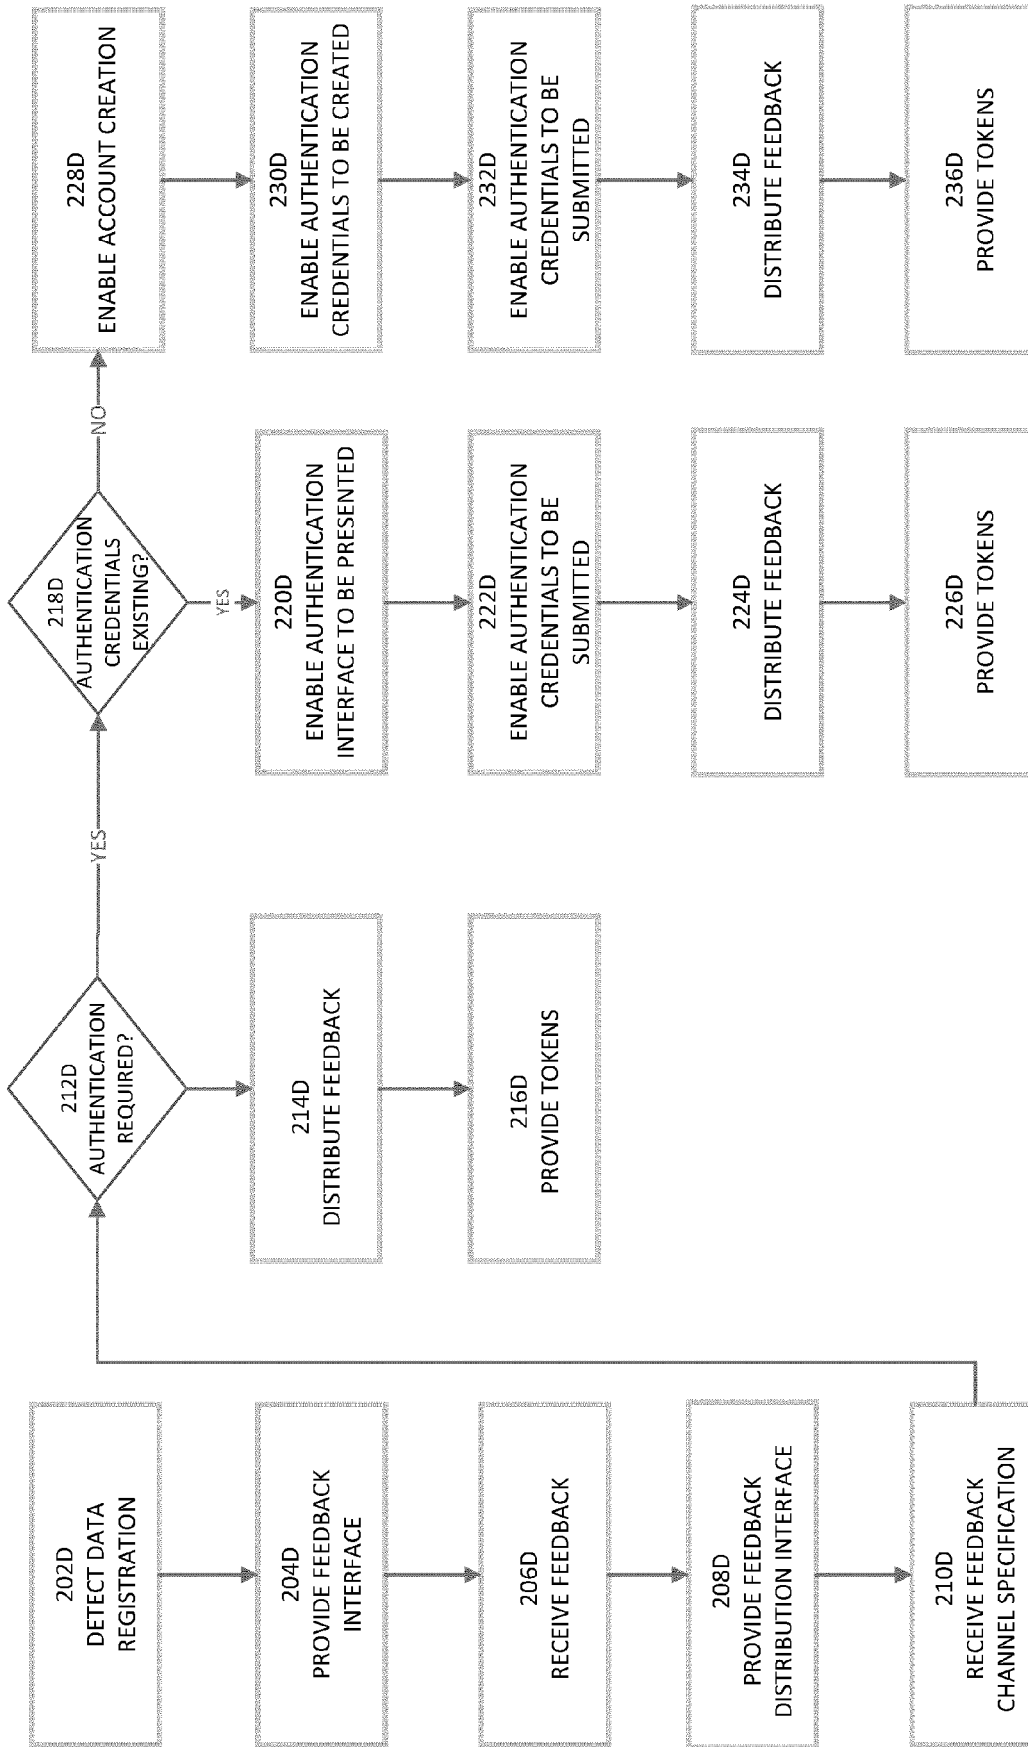 202D
DETECT DATA
REGISTRATION
204D
PROVIDE FEEDBACK
INTERFACE
206D
RECEIVE FEEDBACK
208D
PROVIDE FEEDBACK
DISTRIBUTION INTERFACE
210D
RECEIVE FEEDBACK
CHANNEL SPECIFICATION
212D
AUTHENTICATION
REQUIRED?
214D
DISTRIBUTE FEEDBACK
216D
PROVIDE TOKENS
YES
218D
AUTHENTICATION
CREDENTIALS
EXISTING?
YES
220D
ENABLE AUTHENTICATION
INTERFACE TO BE PRESENTED
222D
ENABLE AUTHENTICATION
CREDENTIALS TO BE
SUBMITTED
224D
DISTRIBUTE FEEDBACK
226D
PROVIDE TOKENS
NO
228D
ENABLE ACCOUNT CREATION
230D
ENABLE AUTHENTICATION
CREDENTIALS TO BE CREATED
232D
ENABLE AUTHENTICATION
CREDENTIALS TO BE
SUBMITTED
234D
DISTRIBUTE FEEDBACK
236D
PROVIDE TOKENS